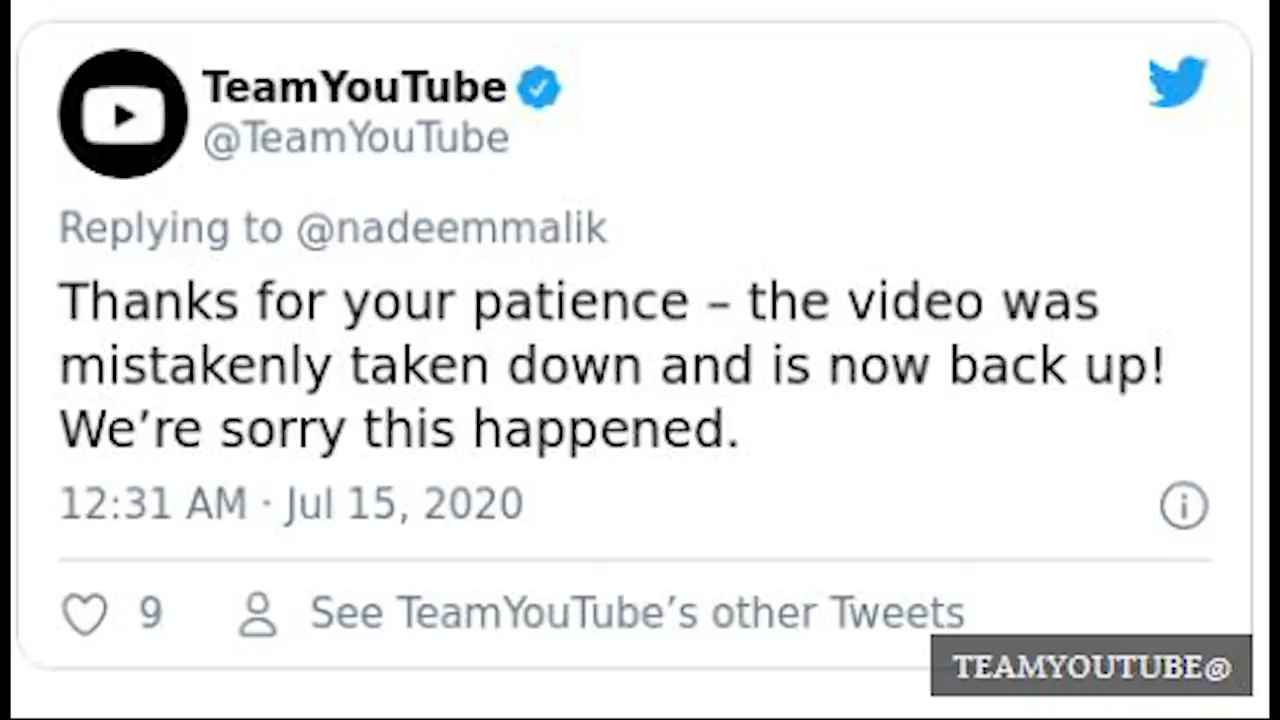 TeamYouTube
@TeamYouTube
Replying to @nadeemmalik
Thanks for your patience – the video was
mistakenly taken down and is now back up!
We’re sorry this happened.
12:31 AM · Jul 15, 2020
9 See TeamYouTube’s other Tweets
TEAMYOUTUBE@